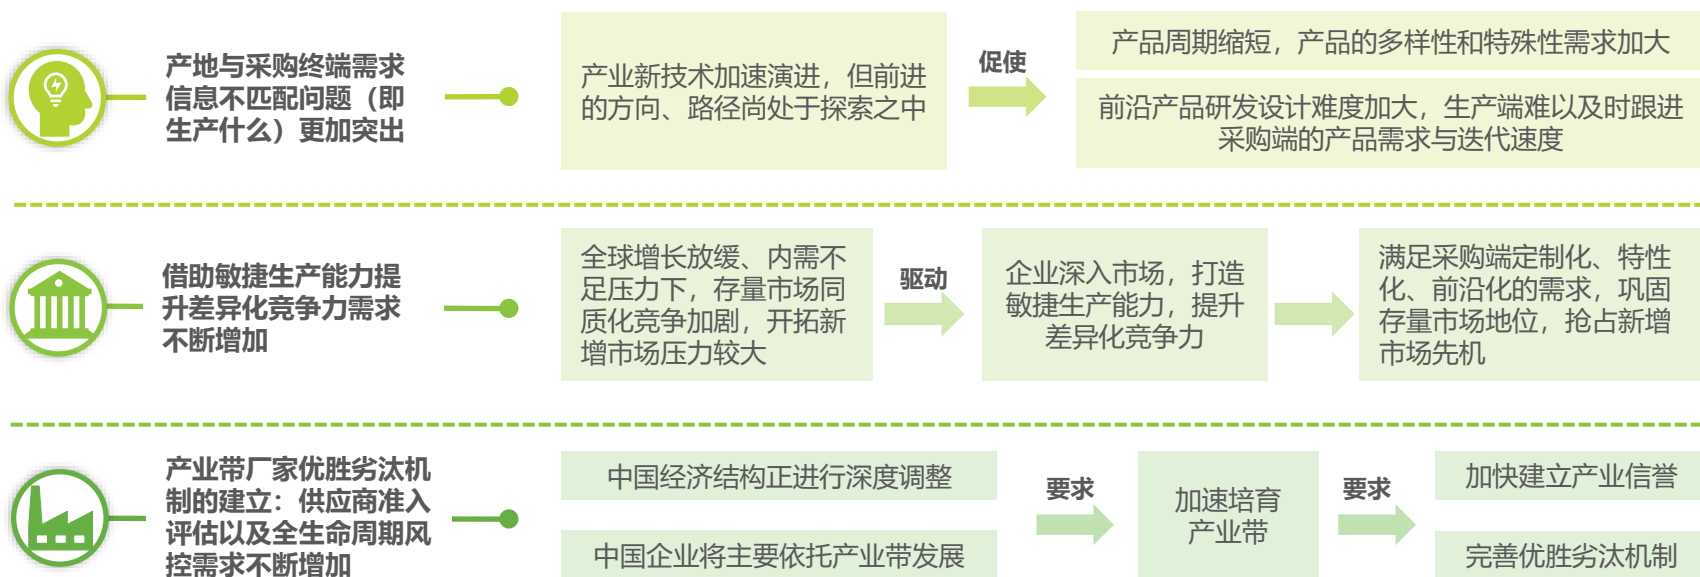 产地与采购终端需求
信息不匹配问题（即
生产什么）更加突出
产业新技术加速演进，但前进
的方向、路径尚处于探索之中
促使
产品周期缩短，产品的多样性和特殊性需求加大
前沿产品研发设计难度加大，生产端难以及时跟进
采购端的产品需求与迭代速度
借助敏捷生产能力提
升差异化竞争力需求
不断增加
全球增长放缓、内需不
足压力下，存量市场同
质化竞争加剧，开拓新
增市场压力较大
驱动
企业深入市场，打造
敏捷生产能力，提升
差异化竞争力
满足采购端定制化、特性
化、前沿化的需求，巩固
存量市场地位，抢占新增
市场先机
产业带厂家优胜劣汰机
制的建立：供应商准入
评估以及全生命周期风
控需求不断增加
中国经济结构正进行深度调整
中国企业将主要依托产业带发展
要求
加速培育
产业带
要求
加快建立产业信誉
完善优胜劣汰机制